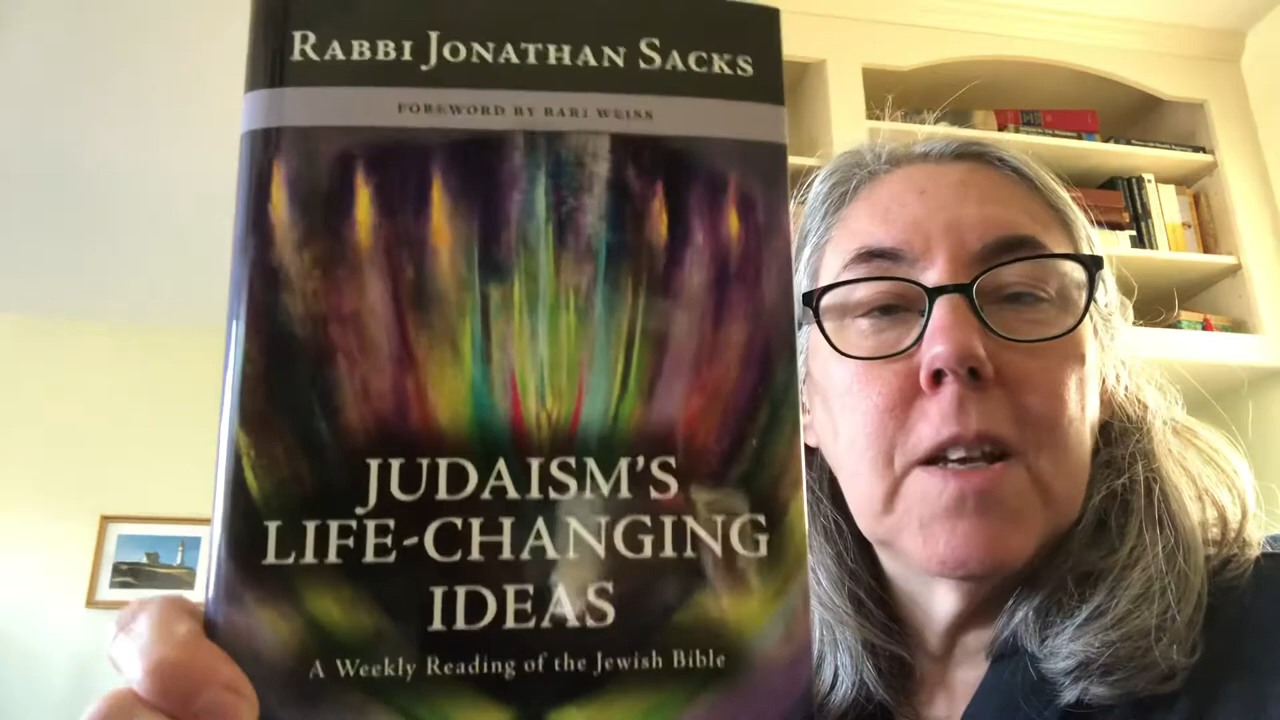 RABBI JONATHAN SACKS
FOREWORD BY BARI WEISS
JUDAISM'S
LIFE-CHANGING
IDEAS
A Weekly Reading of the Jewish Bible